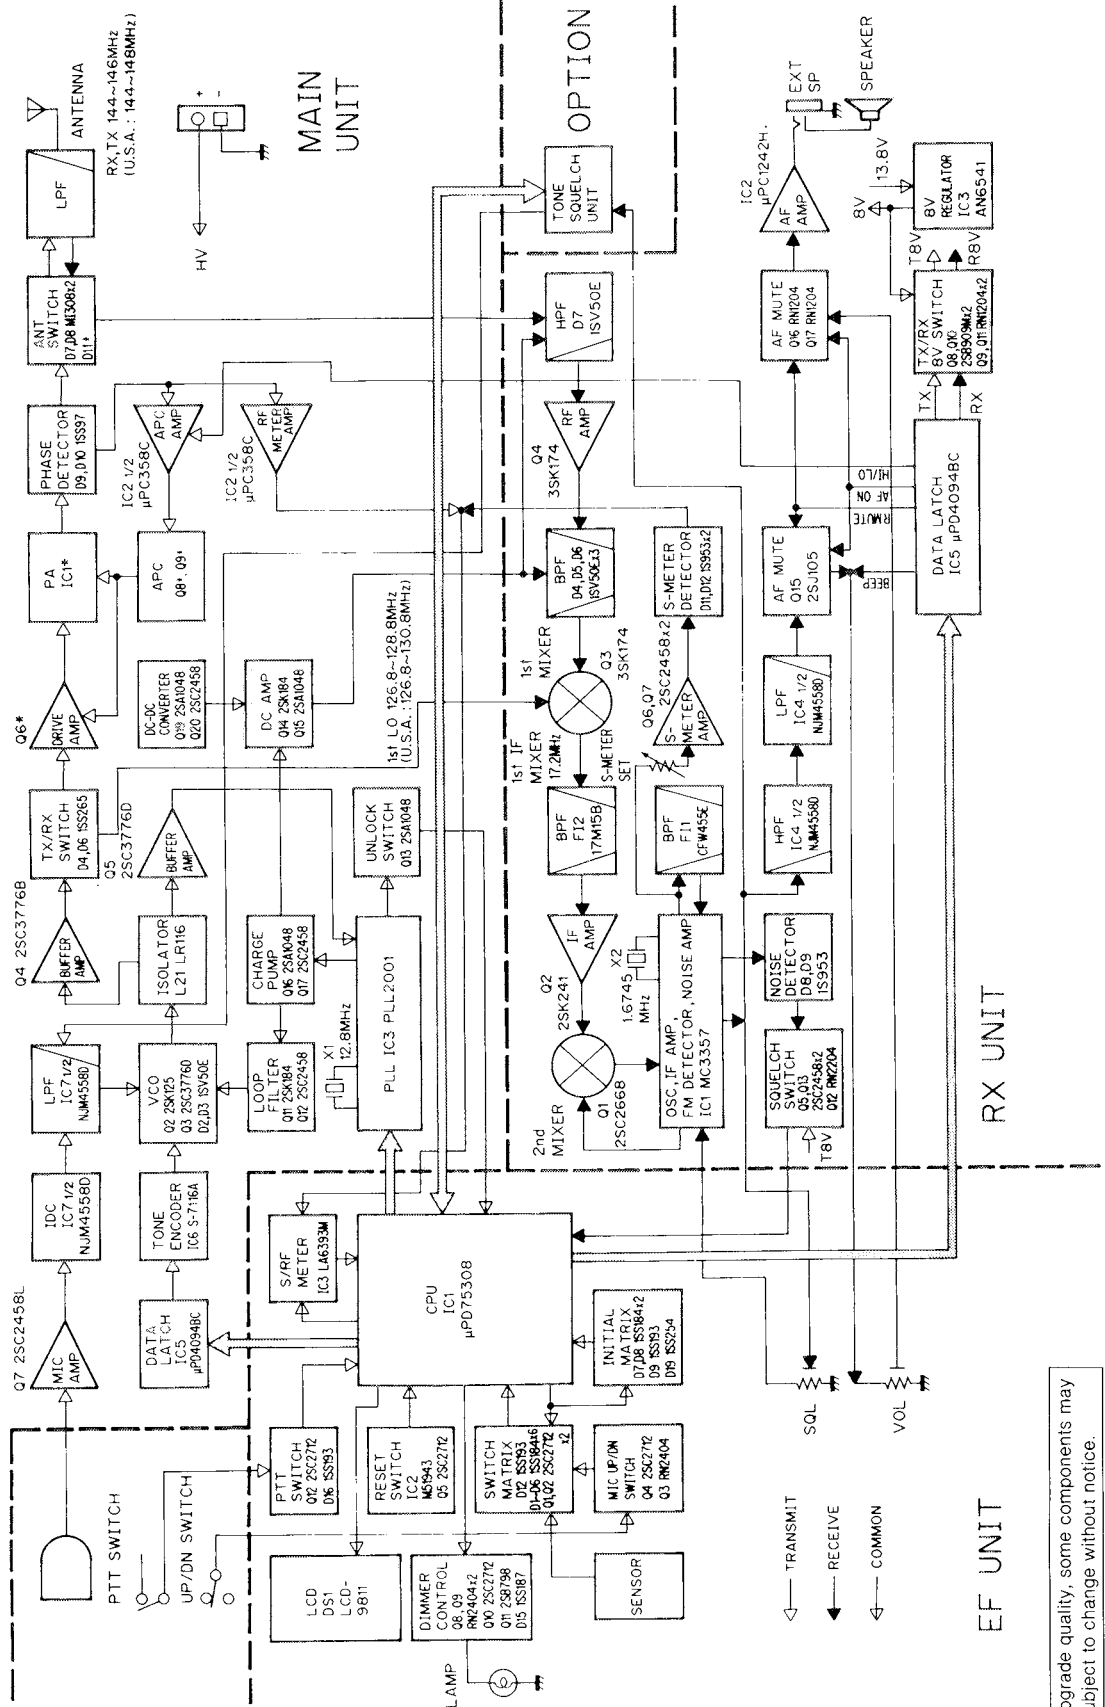 PTT SWITCH
UP/DN SWITCH
Q7 2SC2458L
MIC
AMP
IDC
IC7 1/2
NJM4558D
LPF
IC7 1/2
NJM4558D
Q4 2SC3776B
BUFFER
AMP
TX/RX
SWITCH
D4,D6 1SS265
Q6*
DRIVE
AMP
PA
IC1*
PHASE
DETECTOR
D9,D10 1SS97
ANT
SWITCH
D7,D8 MI308x2
D11*
LPF
ANTENNA
RX,TX 144~146MHz
(U.S.A. : 144~148MHz)
DATA
LATCH
IC5
µPD4094BC
TONE
ENCODER
IC6 S-7116A
VCO
Q2 2SK125
Q3 2SC3776D
D2,D3 1SV50E
ISOLATOR
L21 LR116
Q5
2SC3776D
BUFFER
AMP
APC
Q8*, Q9*
IC2 1/2
µPC358C
APC
AMP
IC2 1/2
µPC358C
RF
METER
AMP
HV
+
-
MAIN
UNIT
DC-DC
CONVERTER
Q19 2SA1048
Q20 2SC2458
DC AMP
Q14 2SK184
Q15 2SA1048
LOOP
FILTER
Q11 2SK184
Q12 2SC2458
CHARGE
PUMP
Q16 2SA1048
Q17 2SC2458
X1
12.8MHz
PLL IC3 PLL2001
UNLOCK
SWITCH
Q13 2SA1048
1st LO 126.8~128.8MHz
(U.S.A. : 126.8~130.8MHz)
PTT
SWITCH
Q12 2SC2712
D16 1SS193
S/RF
METER
IC3 LA6393M
LCD
DS1
LCD-
9811
RESET
SWITCH
IC2
M51943
Q5 2SC2712
CPU
IC1
µPD75308
LAMP
DIMMER
CONTROL
Q8, Q9
RN2404x2
Q10 2SC2712
Q11 2SB798
D15 1SS187
SWITCH
MATRIX
D12 1SS193
D1-D6 1SS184x6
Q1,Q2 2SC2712
x2
SENSOR
MIC UP/DN
SWITCH
Q4 2SC2712
Q3 RN2404
INITIAL
MATRIX
D7,D8 1SS184x2
D9 1SS193
D19 1SS254
OPTION
TONE
SQUELCH
UNIT
HPF
D7
1SV50E
RF
AMP
Q4
3SK174
BPF
D4,D5,D6
1SV50Ex3
1st
MIXER
Q3
3SK174
1st IF
MIXER
17.2MHz
BPF
FI2
17M15B
IF
AMP
Q2
2SK241
2nd
MIXER
Q1
2SC2668
X2
1.6745
MHz
OSC, IF AMP,
FM DETECTOR, NOISE AMP
IC1 MC3357
BPF
FI1
CFW455E
S-METER
SET
S-
METER
AMP
Q6,Q7
2SC2458x2
S-METER
DETECTOR
D11,D12 1S953x2
SQUELCH
SWITCH
Q5,Q13
2SC2458x2
Q12 RN2204
T8V
NOISE
DETECTOR
D8,D9
1S953
HPF
IC4 1/2
NJM4558D
LPF
IC4 1/2
NJM4558D
AF MUTE
Q15
2SJ105
AF MUTE
Q16 RN1204
Q17 RN1204
IC2
µPC1242H
AF
AMP
EXT
SP
SPEAKER
BEEP
RMUTE
AF ON
HI/LO
DATA LATCH
IC5 µPD4094BC
TX
RX
TX/RX
8V SWITCH
Q8,Q10
2SB909Mx2
Q9, Q11 RN1204x2
T8V
R8V
8V
13.8V
8V
REGULATOR
IC3
AN6541
SQL
VOL
TRANSMIT
RECEIVE
COMMON
EF UNIT
RX UNIT
ograde quality, some components may
ubject to change without notice.